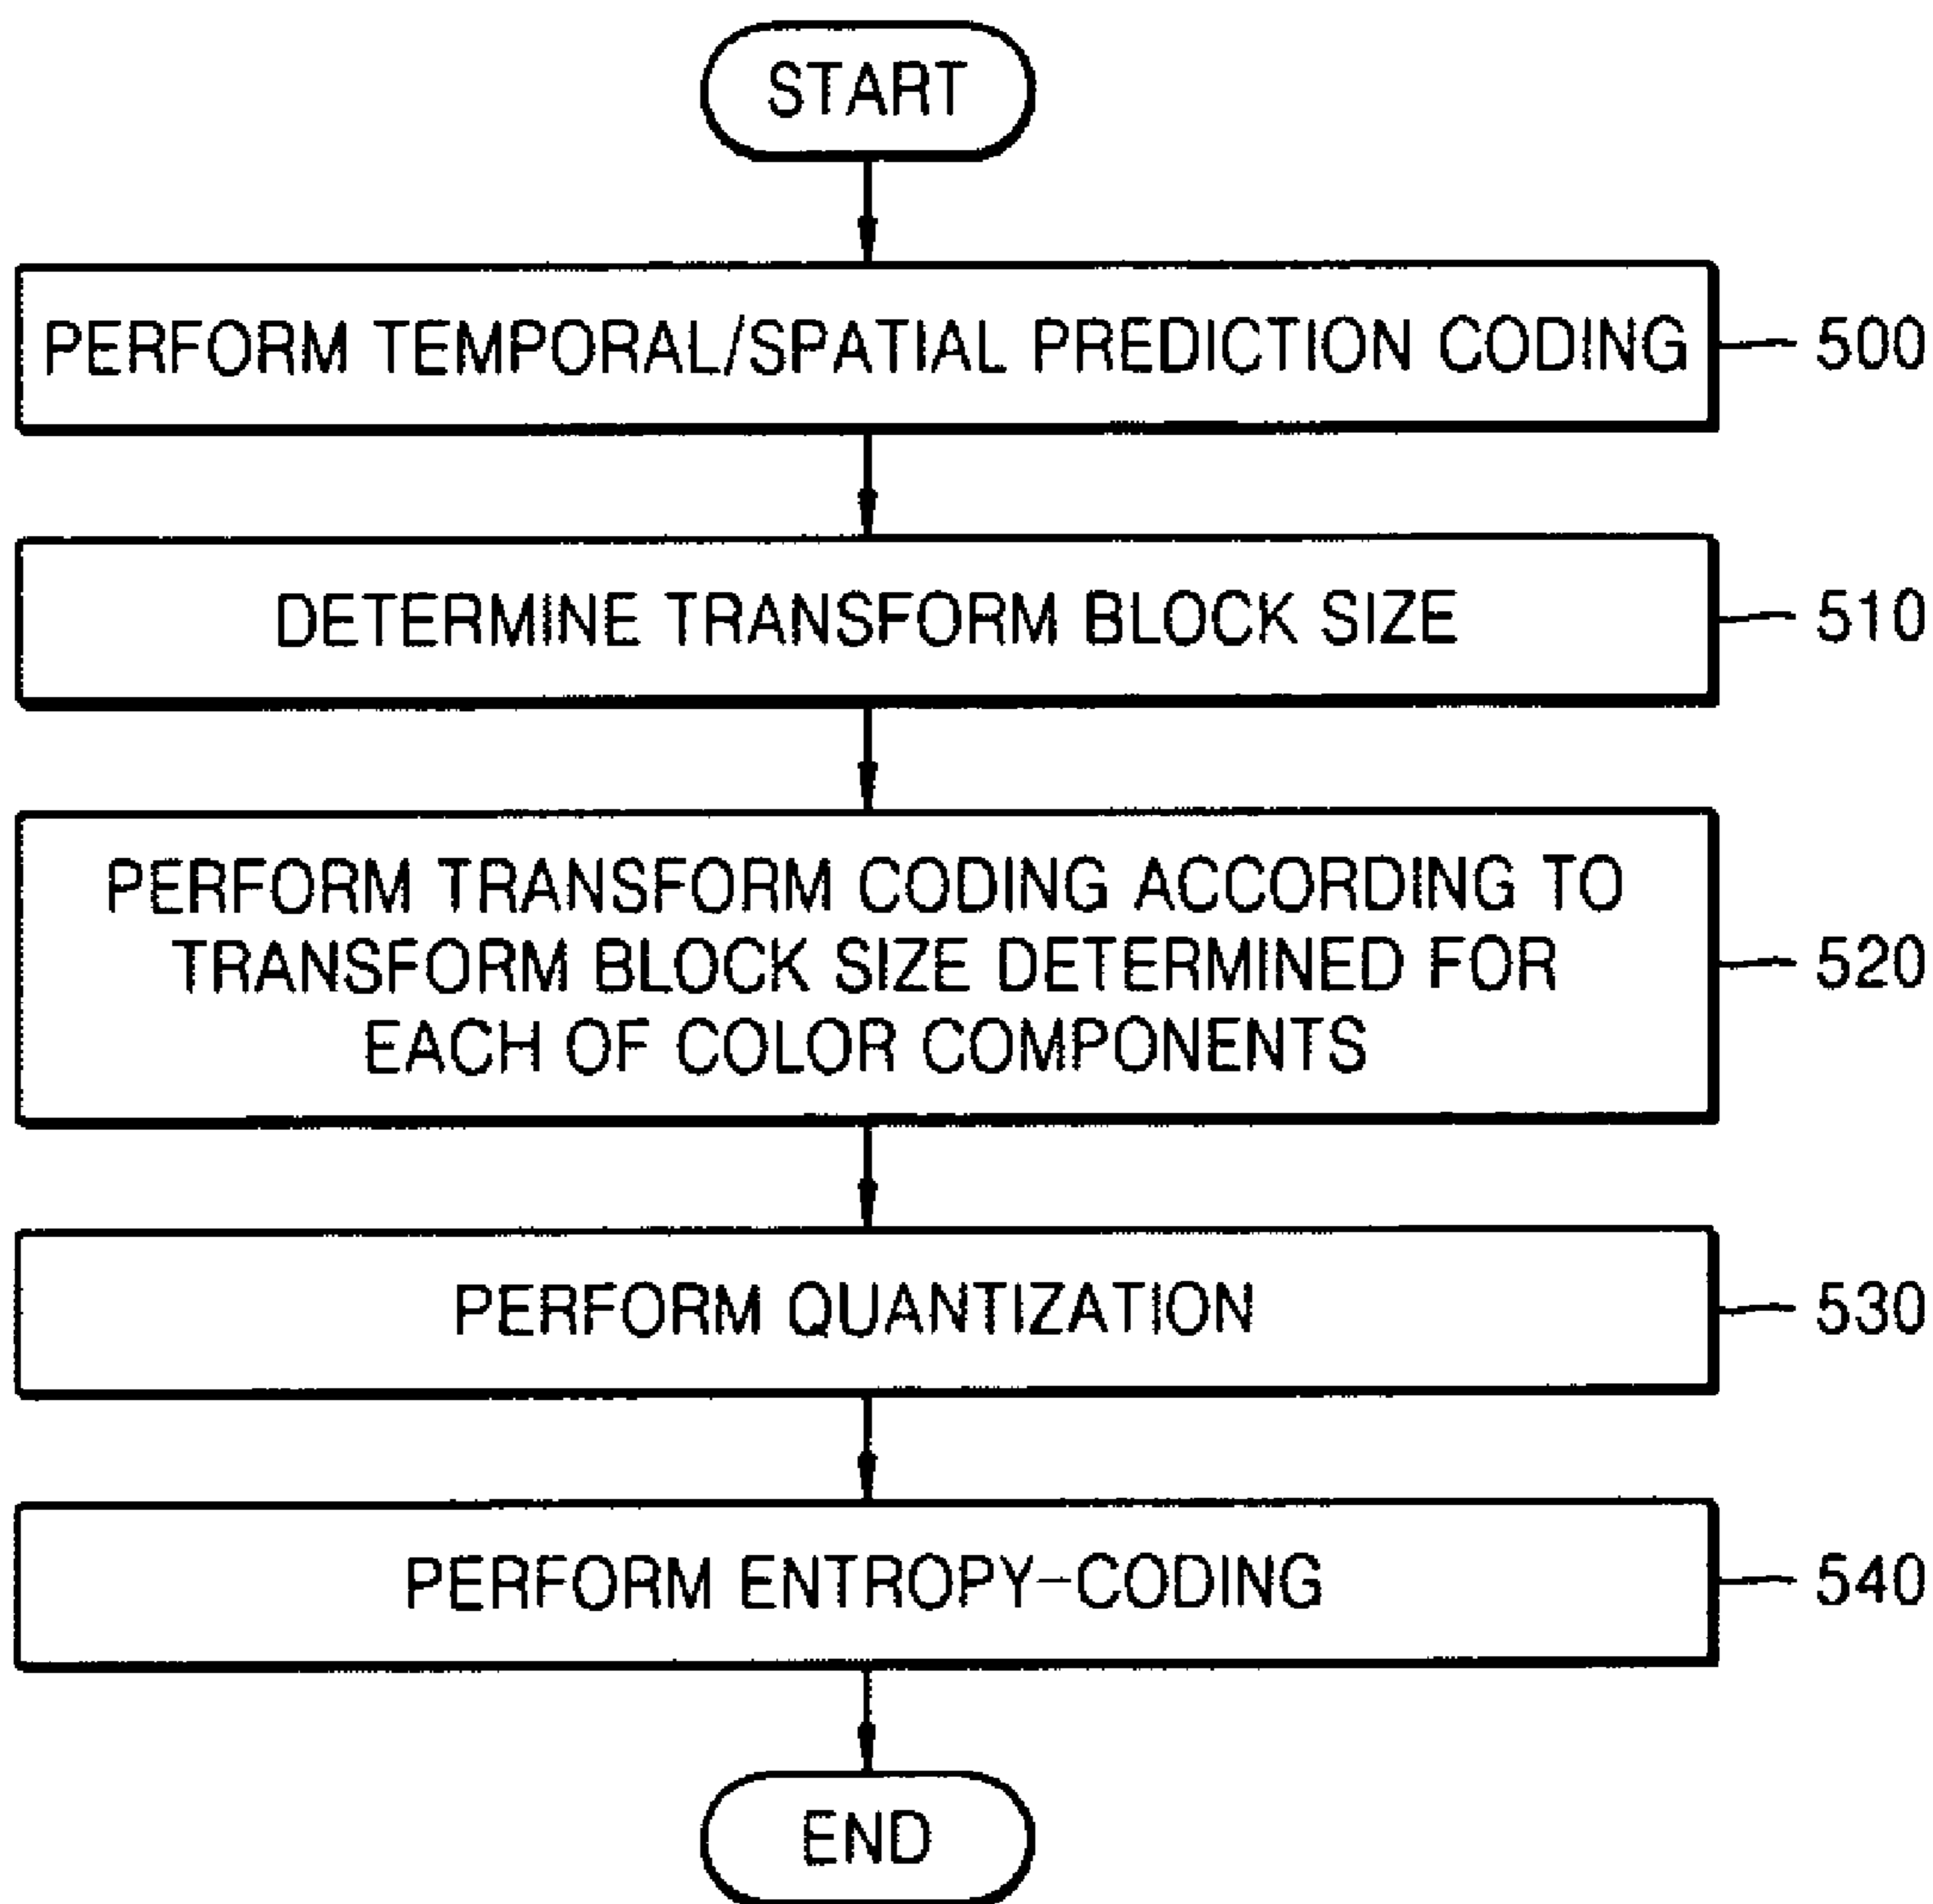 START
PERFORM TEMPORAL/SPATIAL PREDICTION CODING
500
DETERMINE TRANSFORM BLOCK SIZE
510
PERFORM TRANSFORM CODING ACCORDING TO
TRANSFORM BLOCK SIZE DETERMINED FOR
EACH OF COLOR COMPONENTS
520
PERFORM QUANTIZATION
530
PERFORM ENTROPY-CODING
540
END